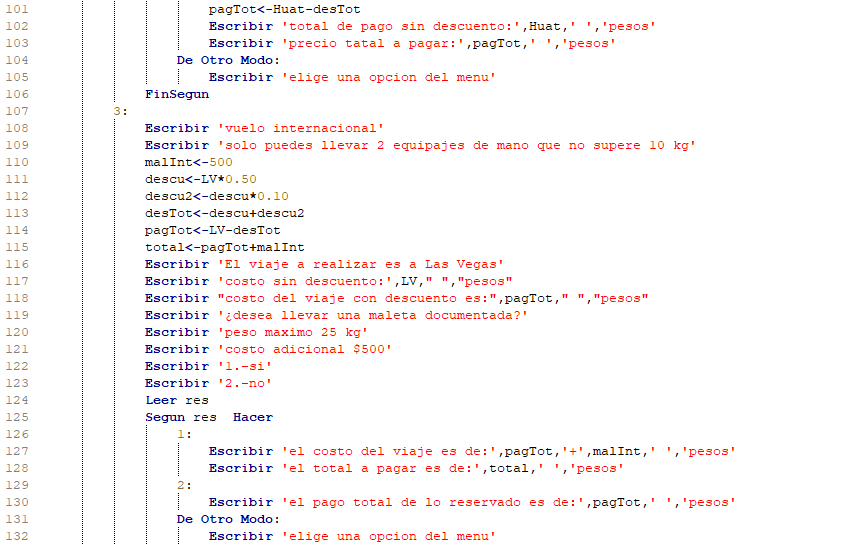 101 pagTot<-Huat-desTot
102 Escribir 'total de pago sin descuento:',Huat,' ','pesos'
103 Escribir 'precio tatal a pagar:',pagTot,' ','pesos'
104 De Otro Modo:
105 Escribir 'elige una opcion del menu'
106 FinSegun
107 3:
108 Escribir 'vuelo internacional'
109 Escribir 'solo puedes llevar 2 equipajes de mano que no supere 10 kg'
110 malInt<-500
111 descu<-LV*0.50
112 descu2<-descu*0.10
113 desTot<-descu+descu2
114 pagTot<-LV-desTot
115 total<-pagTot+malInt
116 Escribir 'El viaje a realizar es a Las Vegas'
117 Escribir 'costo sin descuento:',LV," ","pesos"
118 Escribir "costo del viaje con descuento es:",pagTot," ","pesos"
119 Escribir '¿desea llevar una maleta documentada?'
120 Escribir 'peso maximo 25 kg'
121 Escribir 'costo adicional $500'
122 Escribir '1.-si'
123 Escribir '2.-no'
124 Leer res
125 Segun res  Hacer
126 1:
127 Escribir 'el costo del viaje es de:',pagTot,'+',malInt,' ','pesos'
128 Escribir 'el total a pagar es de:',total,' ','pesos'
129 2:
130 Escribir 'el pago total de lo reservado es de:',pagTot,' ','pesos'
131 De Otro Modo:
132 Escribir 'elige una opcion del menu'